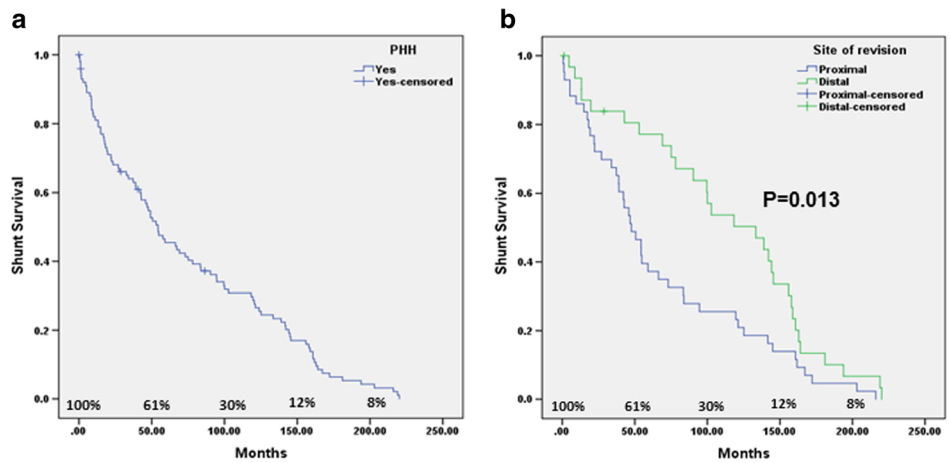 a
PHH
Yes
Yes-censored
Shunt Survival
1.0
0.8
0.6
0.4
0.2
0.0
100% 61% 30% 12% 8%
.00 50.00 100.00 150.00 200.00 250.00
Months
b
Site of revision
Proximal
Distal
Proximal-censored
Distal-censored
P=0.013
Shunt Survival
1.0
0.8
0.6
0.4
0.2
0.0
100% 61% 30% 12% 8%
.00 50.00 100.00 150.00 200.00 250.00
Months